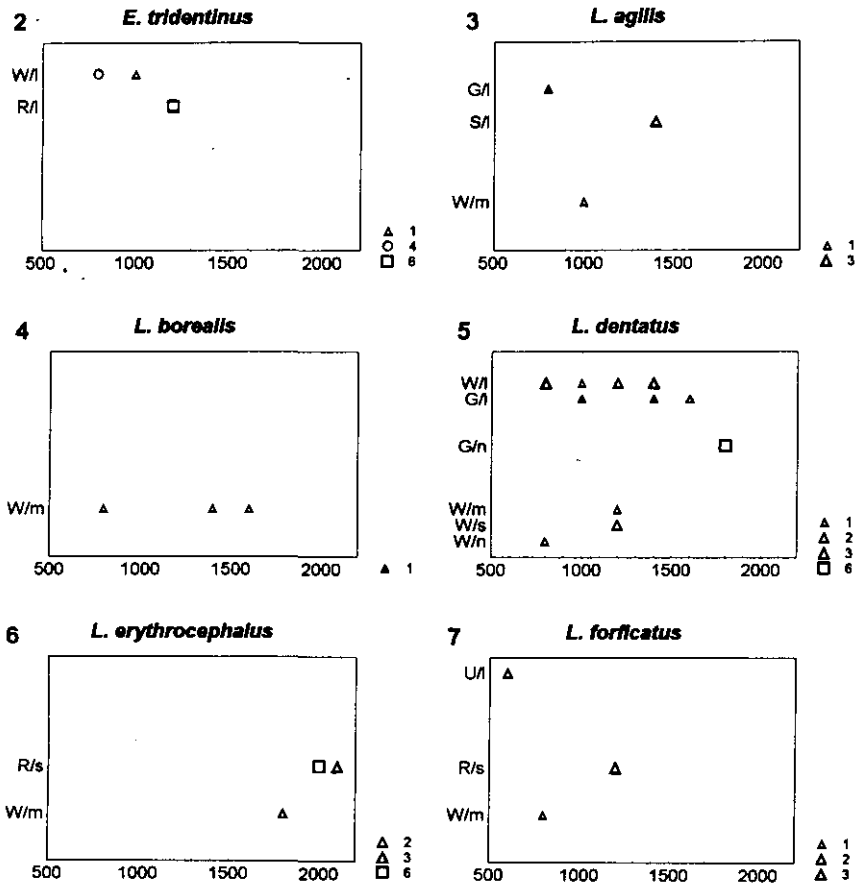 2 E. tridentinus
W/l
R/l
500 1000 1500 2000
1
4
6
3 L. agilis
G/l
S/l
W/m
500 1000 1500 2000
1
3
4 L. borealis
W/m
500 1000 1500 2000
1
5 L. dentatus
W/l
G/l
G/n
W/m
W/s
W/n
500 1000 1500 2000
1
2
3
6
6 L. erythrocephalus
R/s
W/m
500 1000 1500 2000
2
3
6
7 L. forficatus
U/l
R/s
W/m
500 1000 1500 2000
1
2
3